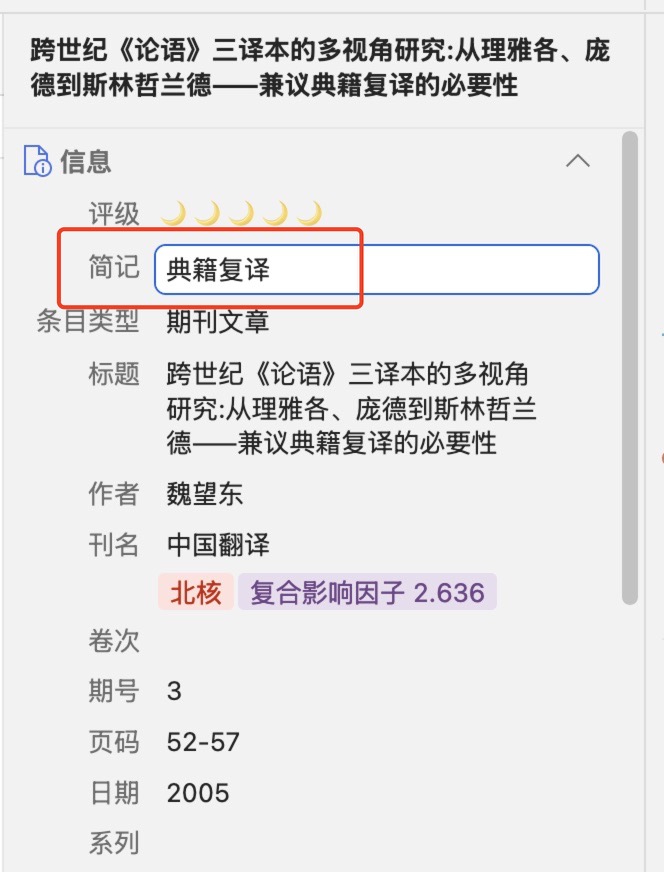 跨世纪《论语》三译本的多视角研究:从理雅各、庞
德到斯林哲兰德——兼议典籍复译的必要性
信息
评级
简记 典籍复译
条目类型 期刊文章
标题 跨世纪《论语》三译本的多视角
研究:从理雅各、庞德到斯林哲兰
德——兼议典籍复译的必要性
作者 魏望东
刊名 中国翻译
北核 复合影响因子 2.636
卷次
期号 3
页码 52-57
日期 2005
系列